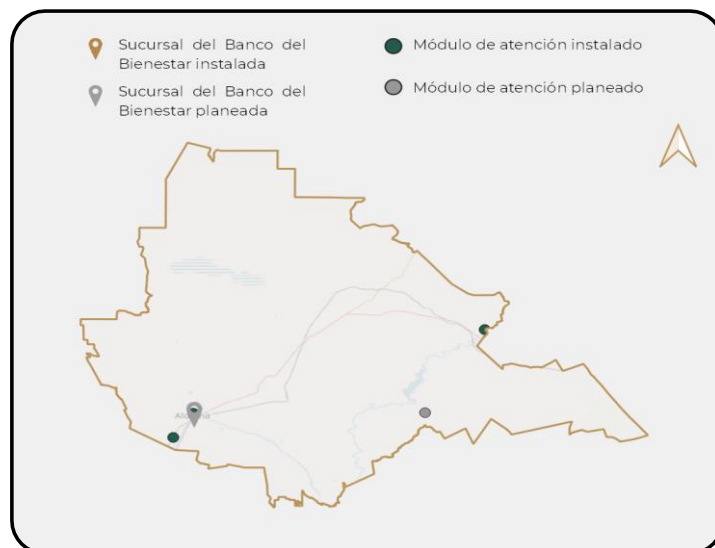 Sucursal del Banco del
Bienestar instalada
Sucursal del Banco del
Bienestar planeada
Módulo de atención instalado
Módulo de atención planeado